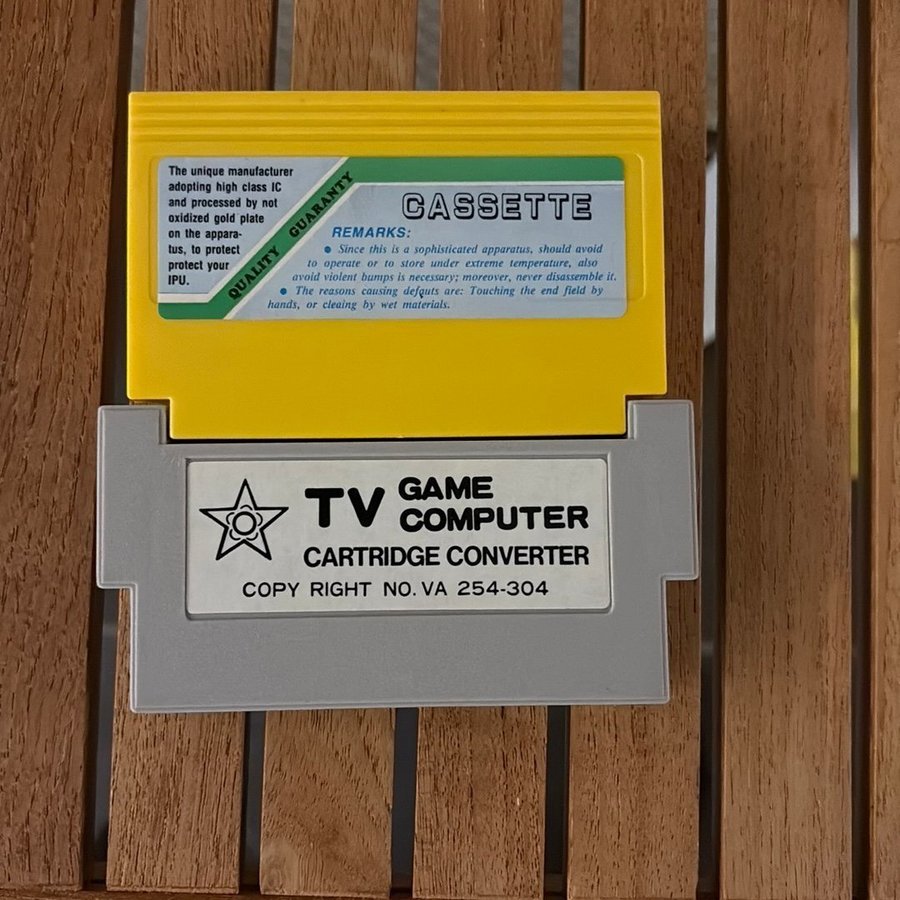 The unique manufacturer
adopting high class IC
and processed by not
oxidized gold plate
on the appara-
tus, to protect
protect your
IPU.
QUALITY GUARANTY
CASSETTE
REMARKS:
● Since this is a sophisticated apparatus, should avoid
to operate or to store under extreme temperature, also
avoid violent bumps is necessary; moreover, never disassemble it.
● The reasons causing defauts are: Touching the end field by
hands, or cleaing by wet materials.
TV GAME
COMPUTER
CARTRIDGE CONVERTER
COPY RIGHT NO. VA 254-304